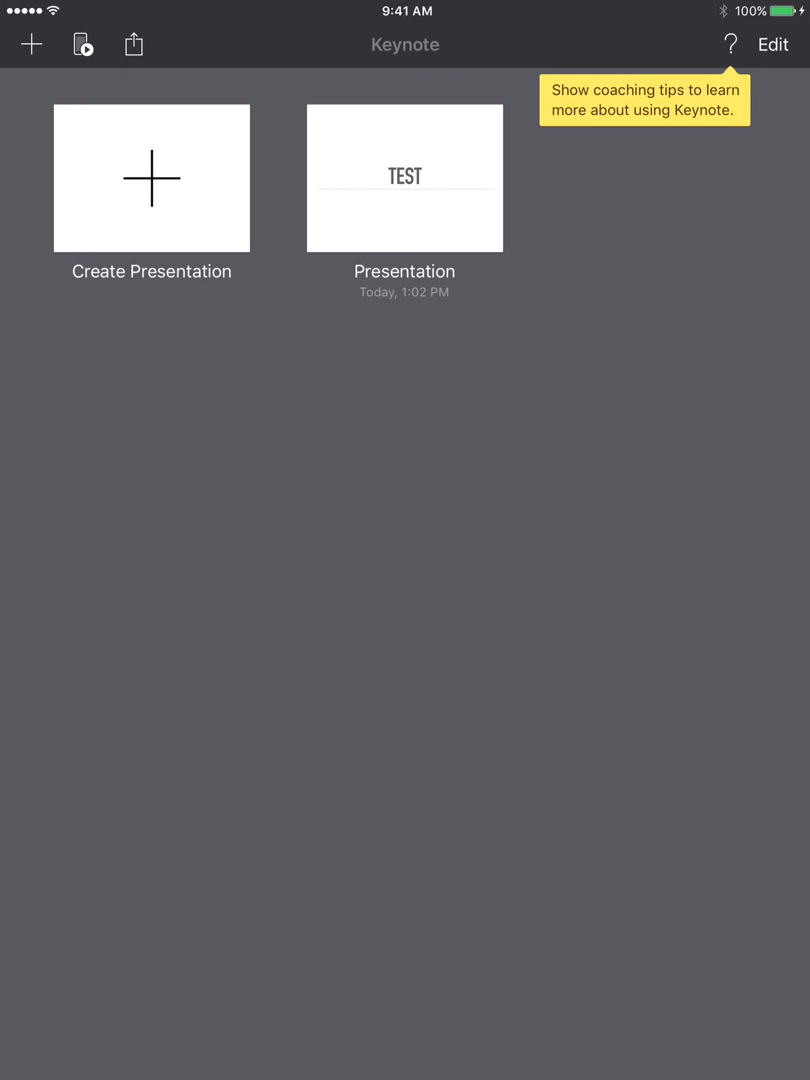 9:41 AM
100%
Keynote
? Edit
Show coaching tips to learn
more about using Keynote.
TEST
Create Presentation
Presentation
Today, 1:02 PM